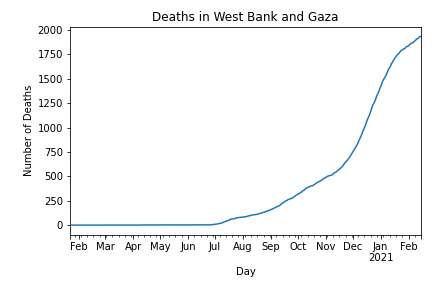 Deaths in West Bank and Gaza
2000
1750
1500
1250
1000
750
500
250
0
Number of Deaths
Feb Mar Apr May Jun Jul Aug Sep Oct Nov Dec Jan Feb
2021
Day